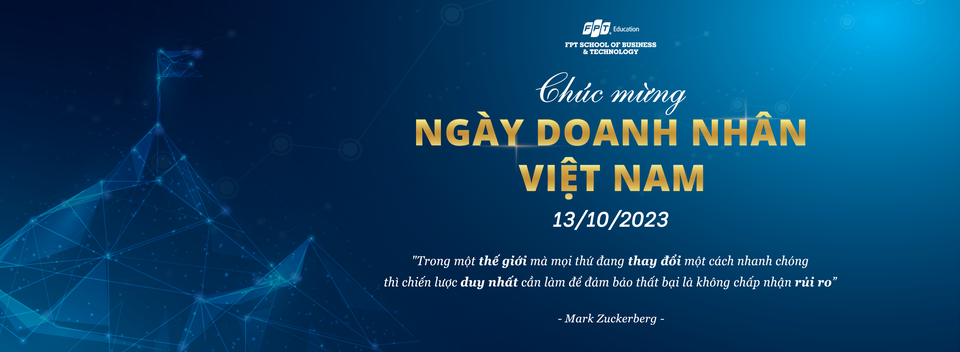 FPT Education
FPT SCHOOL OF BUSINESS
& TECHNOLOGY
Chúc mừng
NGÀY DOANH NHÂN
VIỆT NAM
13/10/2023
"Trong một thế giới mà mọi thứ đang thay đổi một cách nhanh chóng
thì chiến lược duy nhất cần làm để đảm bảo thất bại là không chấp nhận rủi ro”
- Mark Zuckerberg -